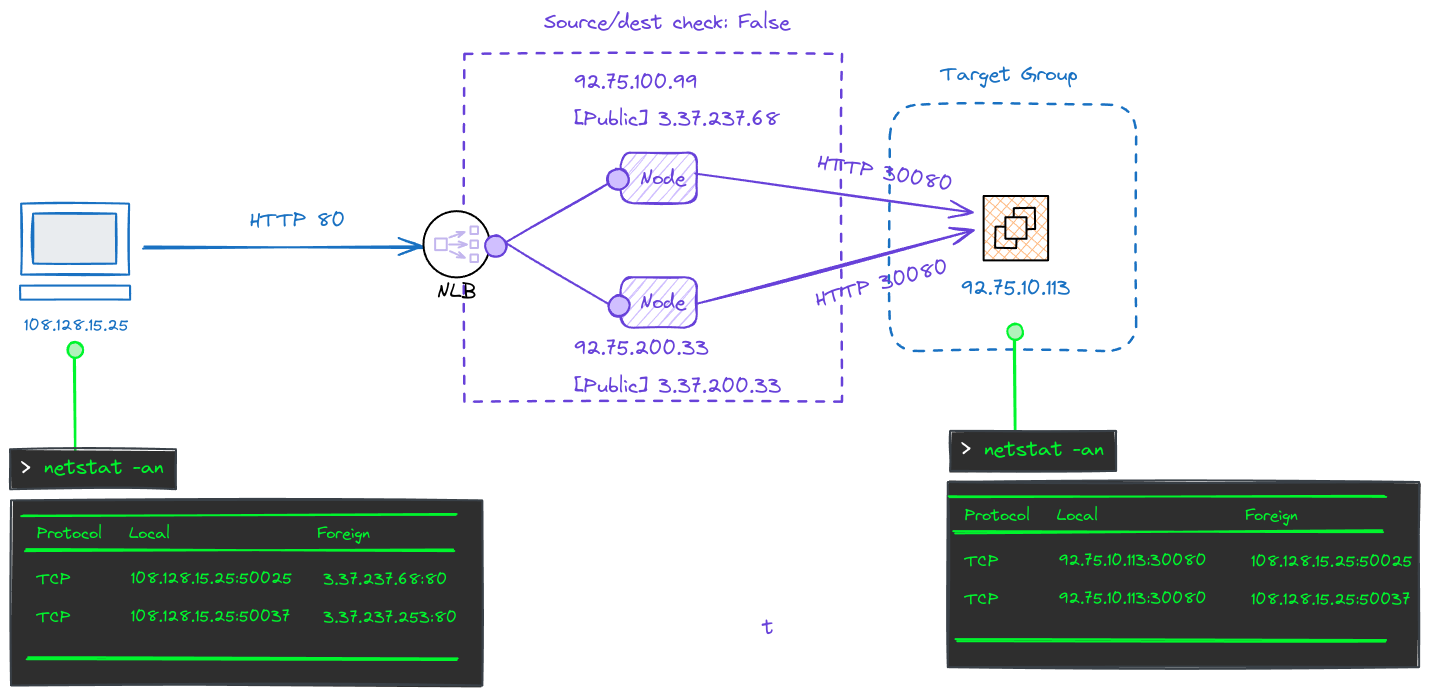 Source/dest check: False
92.75.100.99
[Public] 3.37.237.68
Target Group
HTTP 80
Node
HTTP 30080
NLB
Node
HTTP 30080
92.75.10.113
108.128.15.25
92.75.200.33
[Public] 3.37.200.33
> netstat -an
Protocol Local Foreign
TCP 108.128.15.25:50025 3.37.237.68:80
TCP 108.128.15.25:50037 3.37.237.253:80
> netstat -an
Protocol Local Foreign
TCP 92.75.10.113:30080 108.128.15.25:50025
TCP 92.75.10.113:30080 108.128.15.25:50037
t